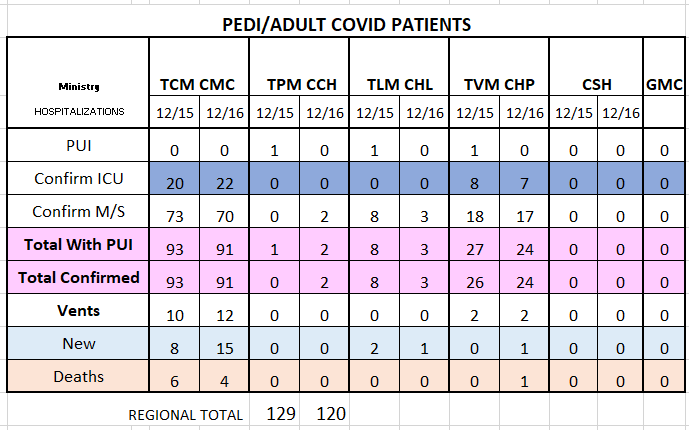 PEDI/ADULT COVID PATIENTS
Ministry TCM CMC TPM CCH TLM CHL TVM CHP CSH GMC
HOSPITALIZATIONS 12/15 12/16 12/15 12/16 12/15 12/16 12/15 12/16 12/15 12/16
PUI 0 0 1 0 1 0 1 0 0 0 0
Confirm ICU 20 22 0 0 0 0 8 7 0 0 0
Confirm M/S 73 70 0 2 8 3 18 17 0 0 0
Total With PUI 93 91 1 2 8 3 27 24 0 0 0
Total Confirmed 93 91 0 2 8 3 26 24 0 0 0
Vents 10 12 0 0 0 0 2 2 0 0 0
New 8 15 0 0 2 1 0 1 0 0 0
Deaths 6 4 0 0 0 0 0 1 0 0 0
REGIONAL TOTAL 129 120